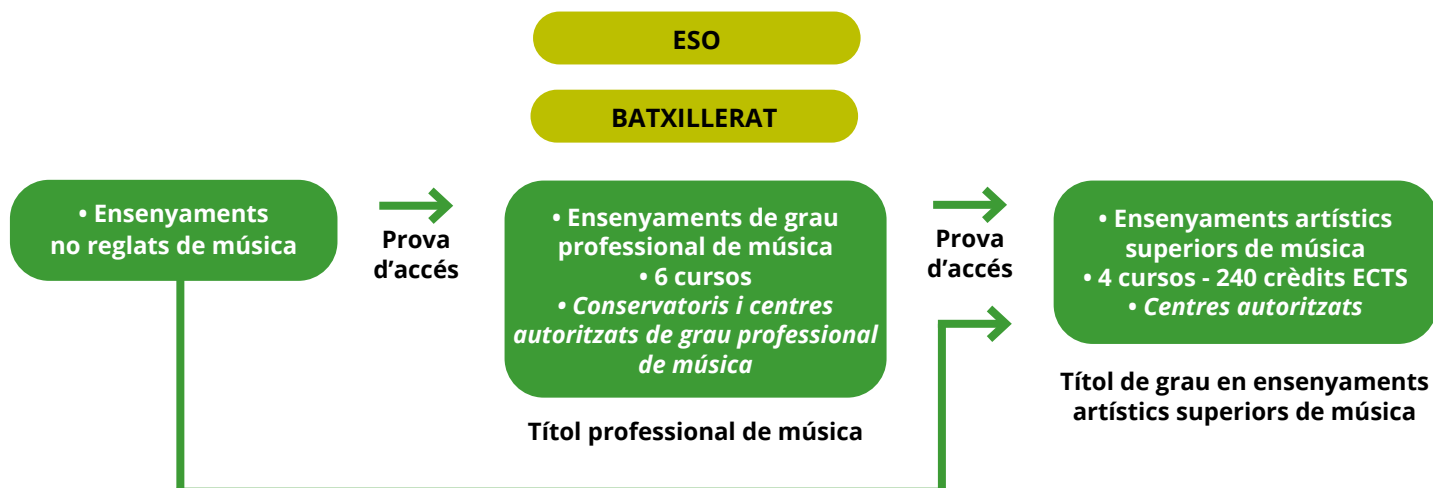 ESO
BATXILLERAT
• Ensenyaments
no reglats de música
Prova
d’accés
• Ensenyaments de grau
professional de música
• 6 cursos
• Conservatoris i centres
autoritzats de grau professional
de música
Títol professional de música
Prova
d’accés
• Ensenyaments artístics
superiors de música
• 4 cursos - 240 crèdits ECTS
• Centres autoritzats
Títol de grau en ensenyaments
artístics superiors de música